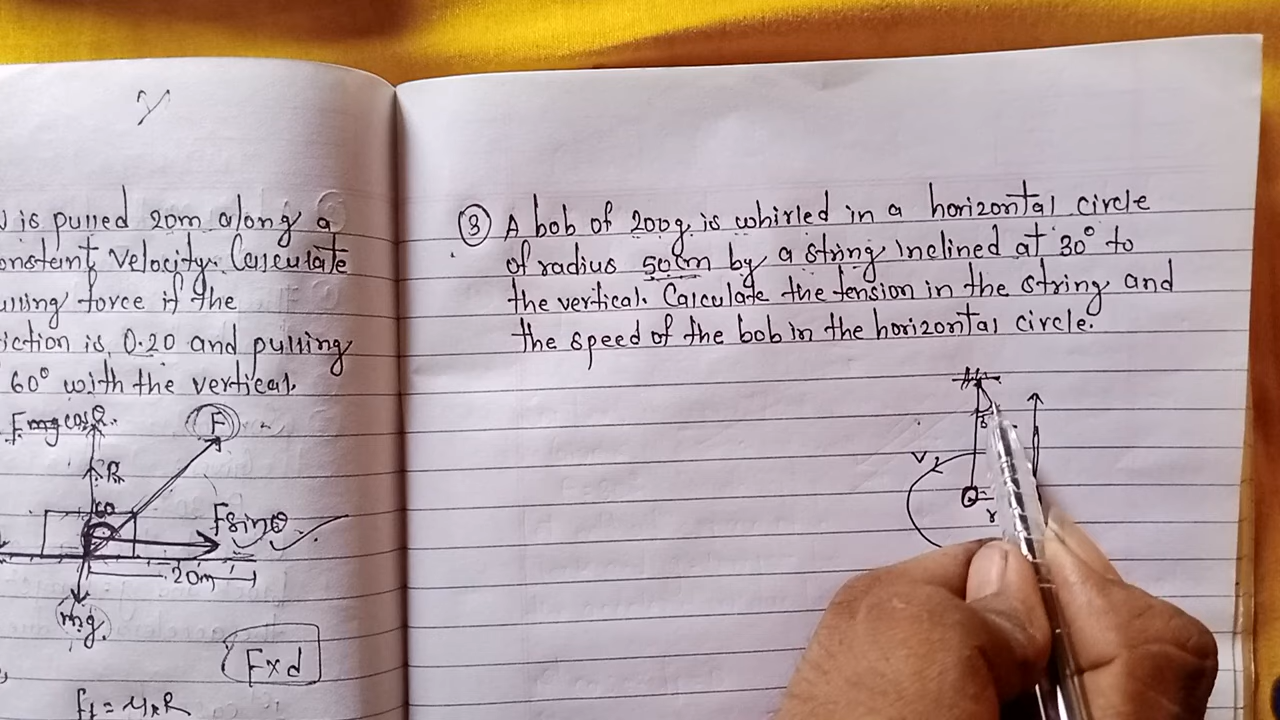 is pulled 20m along a
constant velocity. Calculate
pulling force if the
friction is 0.20 and pulling
60° with the vertical.
F mg cosθ.
F
R
60
F sinθ
20m
mg
F×d
③ A bob of 200g is whirled in a horizontal circle
of radius 50cm by a string inclined at 30° to
the vertical. Calculate the tension in the string and
the speed of the bob in the horizontal circle.
v
r